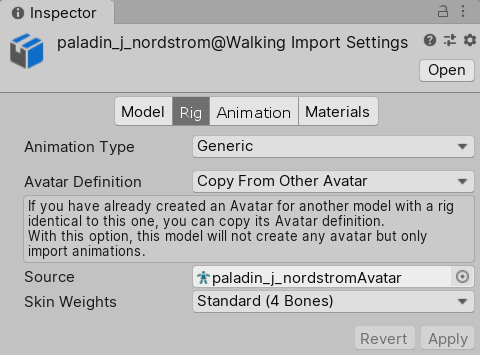 Inspector
paladin_j_nordstrom@Walking Import Settings
Open
Model Rig Animation Materials
Animation Type Generic
Avatar Definition Copy From Other Avatar
If you have already created an Avatar for another model with a rig
identical to this one, you can copy its Avatar definition.
With this option, this model will not create any avatar but only
import animations.
Source paladin_j_nordstromAvatar
Skin Weights Standard (4 Bones)
Revert Apply